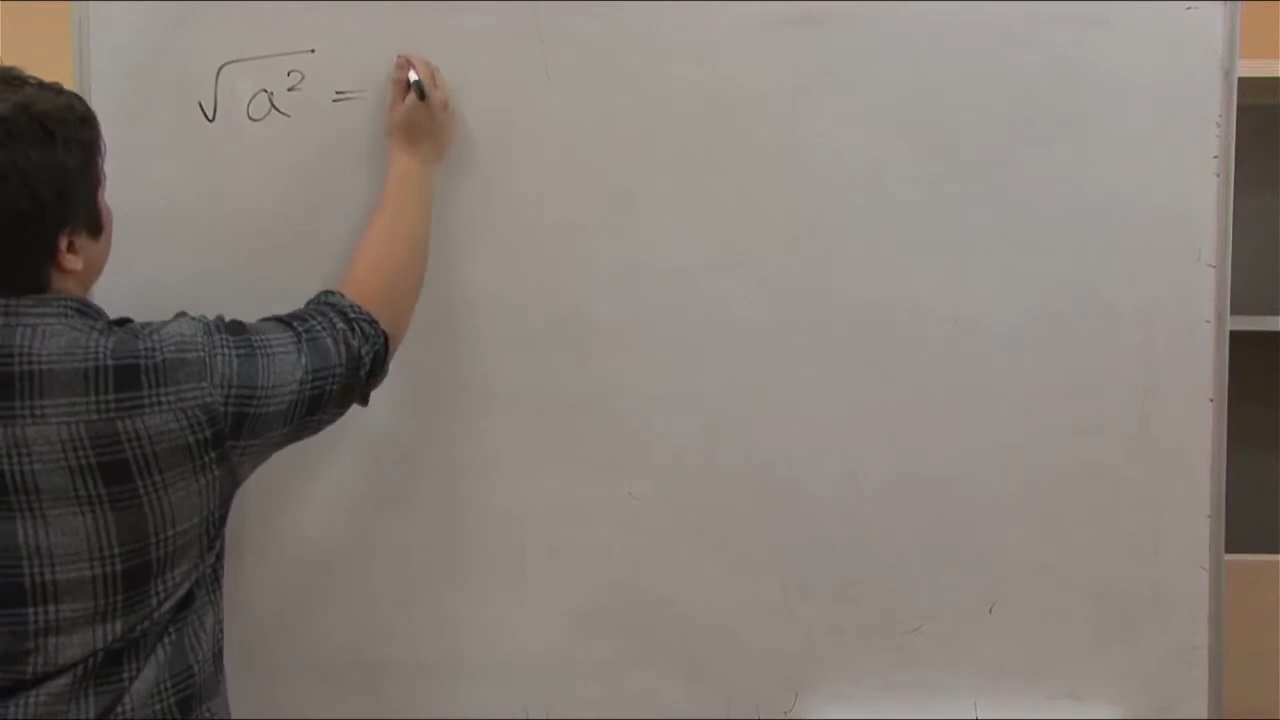 √a² =